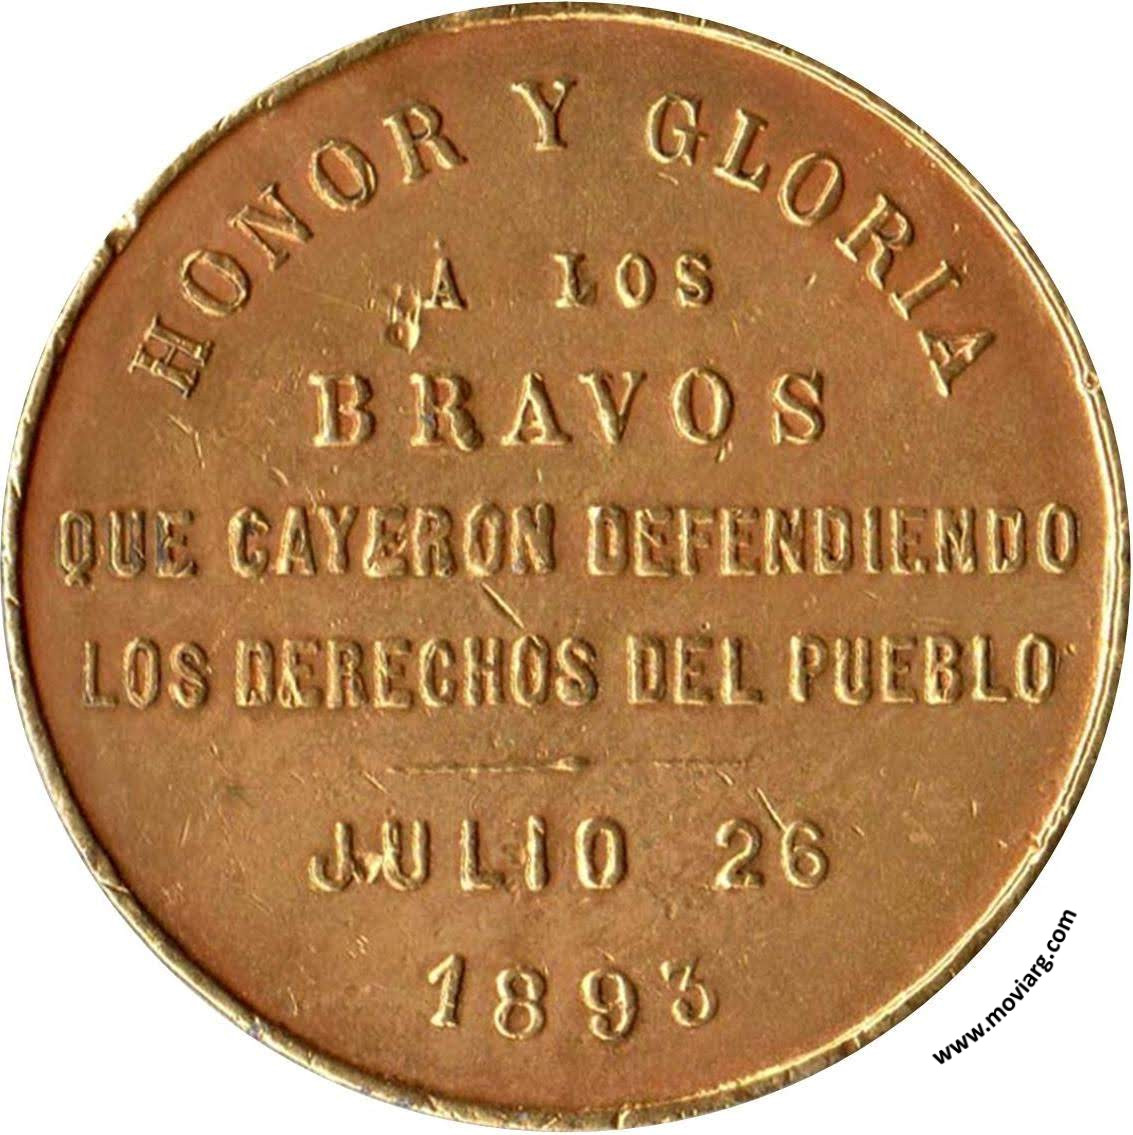 HONOR Y GLORIA
A LOS
BRAVOS
QUE CAYERON DEFENDIENDO
LOS DERECHOS DEL PUEBLO
JULIO 26
1893
www.moviarg.com